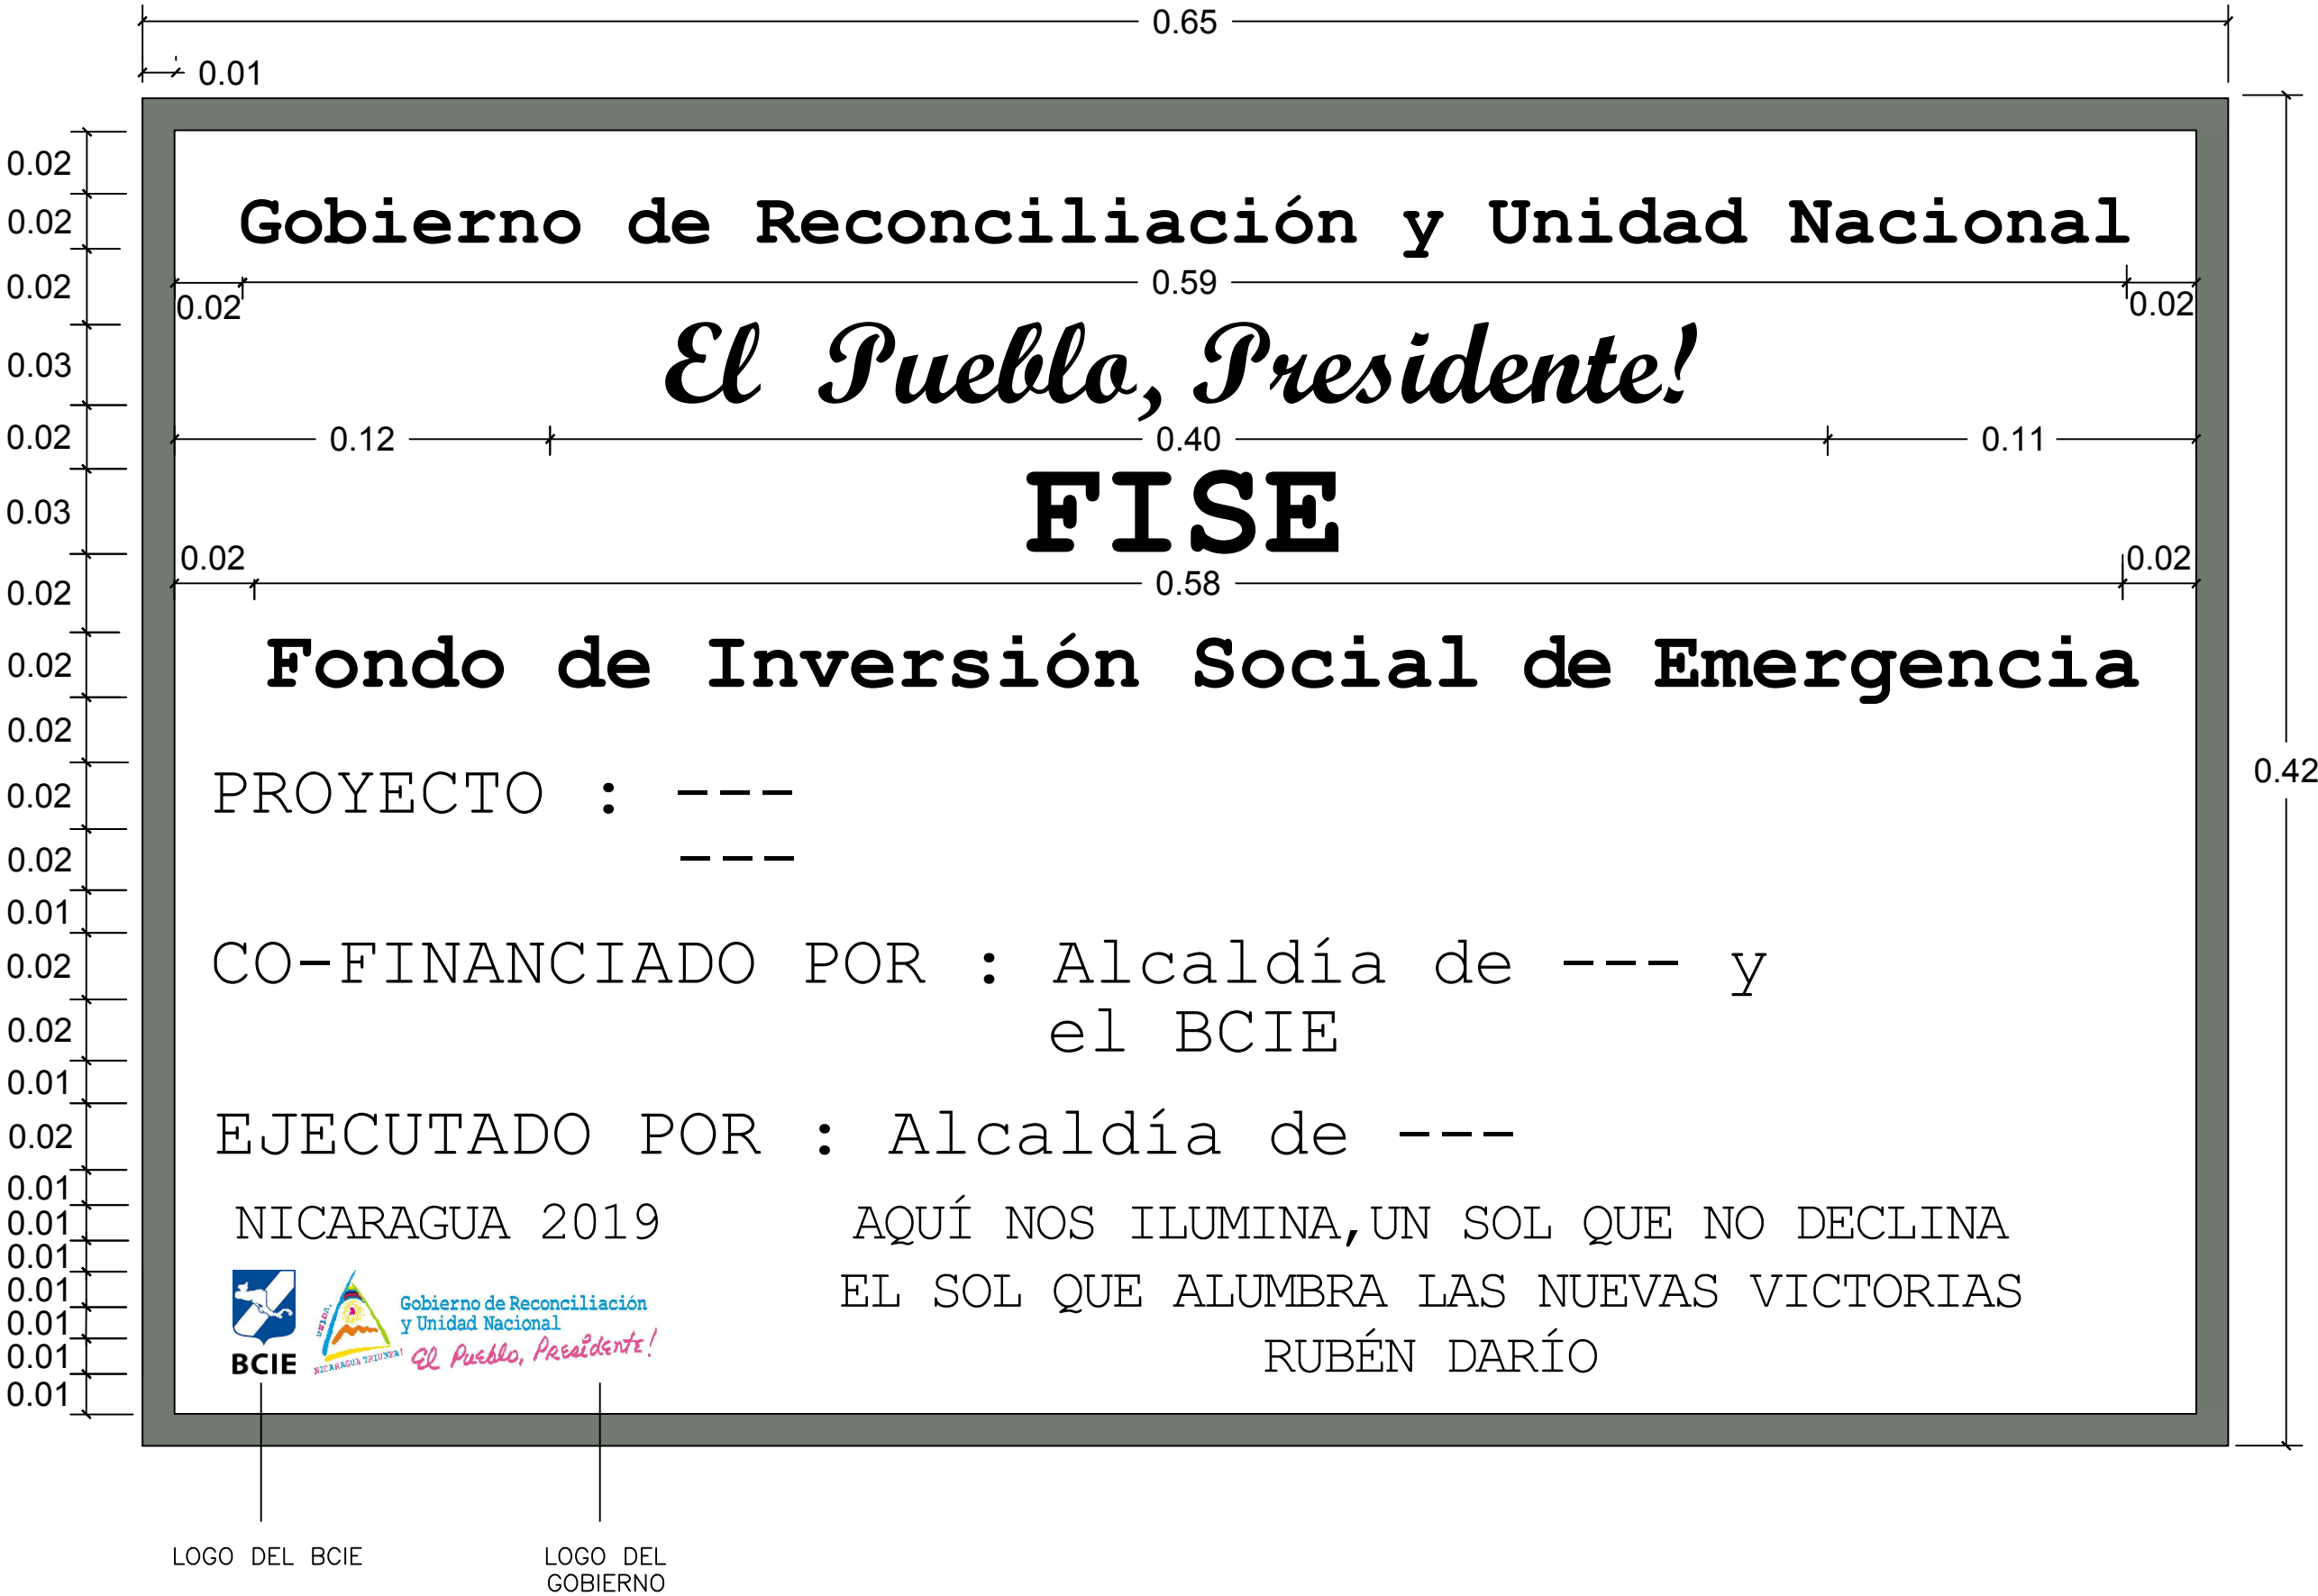 0.65
0.01
0.02
0.02 Gobierno de Reconciliación y Unidad Nacional
0.02 0.59
0.02 0.02
0.03 El Pueblo, Presidente!
0.02 0.12 0.40 0.11
0.03 FISE
0.02 0.02
0.02 0.58
0.02 Fondo de Inversión Social de Emergencia
0.02
0.42
0.02 PROYECTO : ---
0.02 ---
0.01
0.02 CO-FINANCIADO POR : Alcaldía de --- y
0.02 el BCIE
0.01
0.02 EJECUTADO POR : Alcaldía de ---
0.01
0.01 NICARAGUA 2019 AQUÍ NOS ILUMINA,UN SOL QUE NO DECLINA
0.01
0.01 EL SOL QUE ALUMBRA LAS NUEVAS VICTORIAS
0.01
0.01 RUBÉN DARÍO
0.01
BCIE
UNIDA,
NICARAGUA TRIUNFA!
Gobierno de Reconciliación
y Unidad Nacional
El Pueblo, Presidente!
LOGO DEL BCIE
LOGO DEL
GOBIERNO